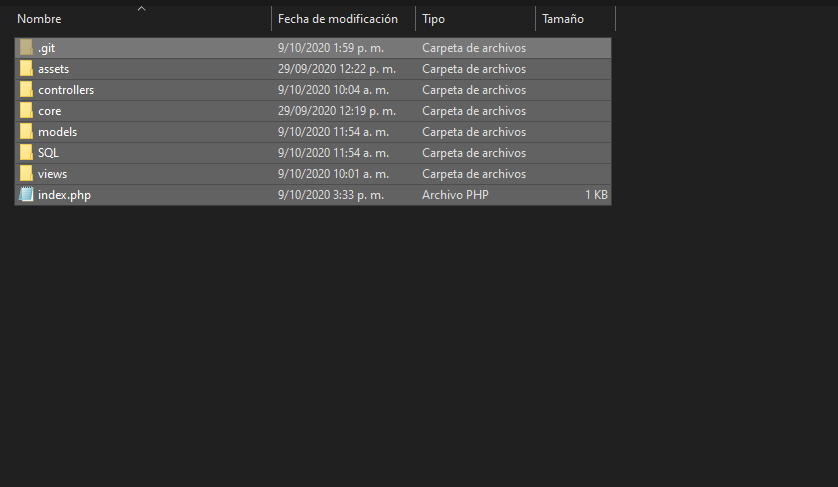 Nombre Fecha de modificación Tipo Tamaño
.git 9/10/2020 1:59 p. m. Carpeta de archivos
assets 29/09/2020 12:22 p. m. Carpeta de archivos
controllers 9/10/2020 10:04 a. m. Carpeta de archivos
core 29/09/2020 12:19 p. m. Carpeta de archivos
models 9/10/2020 11:54 a. m. Carpeta de archivos
SQL 9/10/2020 11:54 a. m. Carpeta de archivos
views 9/10/2020 10:01 a. m. Carpeta de archivos
index.php 9/10/2020 3:33 p. m. Archivo PHP 1 KB